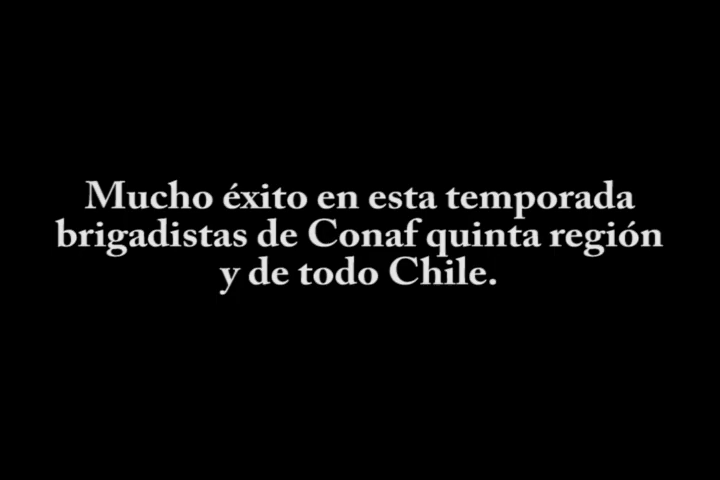 Mucho éxito en esta temporada
brigadistas de Conaf quinta región
y de todo Chile.